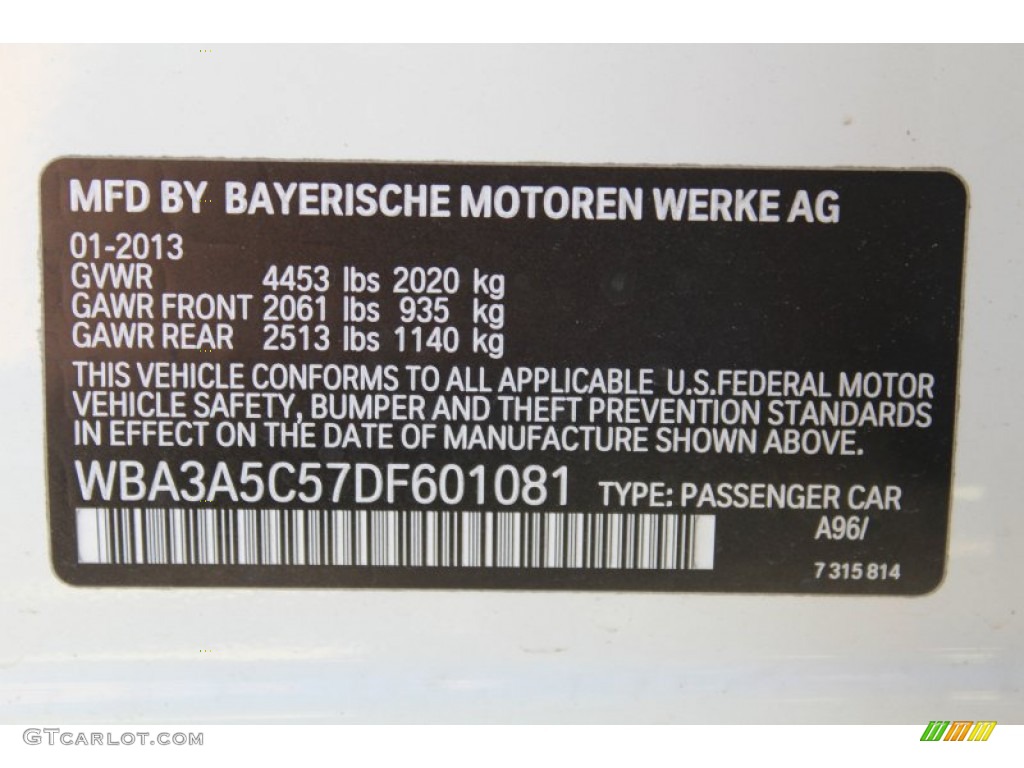 MFD BY BAYERISCHE MOTOREN WERKE AG
01-2013
GVWR 4453 lbs 2020 kg
GAWR FRONT 2061 lbs 935 kg
GAWR REAR 2513 lbs 1140 kg
THIS VEHICLE CONFORMS TO ALL APPLICABLE U.S.FEDERAL MOTOR
VEHICLE SAFETY, BUMPER AND THEFT PREVENTION STANDARDS
IN EFFECT ON THE DATE OF MANUFACTURE SHOWN ABOVE.
WBA3A5C57DF601081 TYPE: PASSENGER CAR
A96/
7 315 814
GTCarLot.com